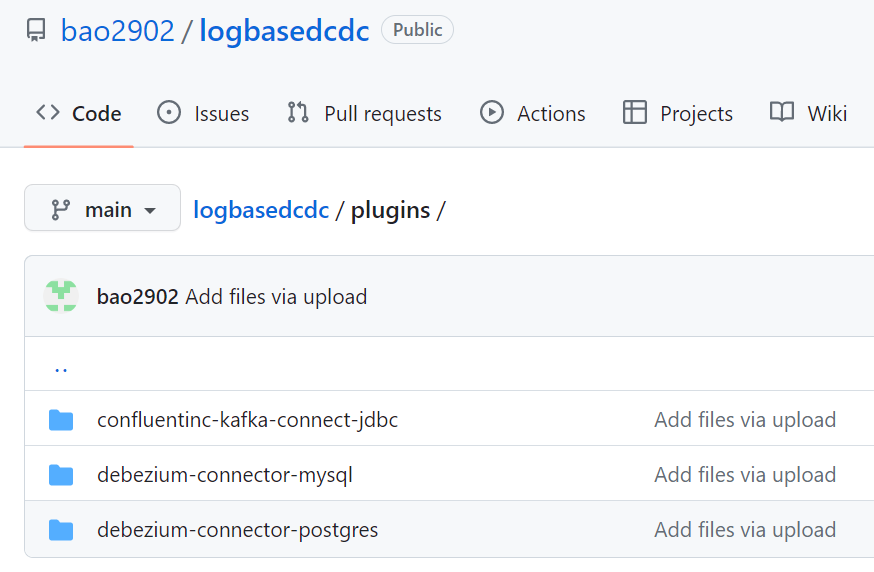 bao2902 / logbasedcdc Public
Code Issues Pull requests Actions Projects Wiki
main logbasedcdc / plugins /
bao2902 Add files via upload
..
confluentinc-kafka-connect-jdbc Add files via upload
debezium-connector-mysql Add files via upload
debezium-connector-postgres Add files via upload